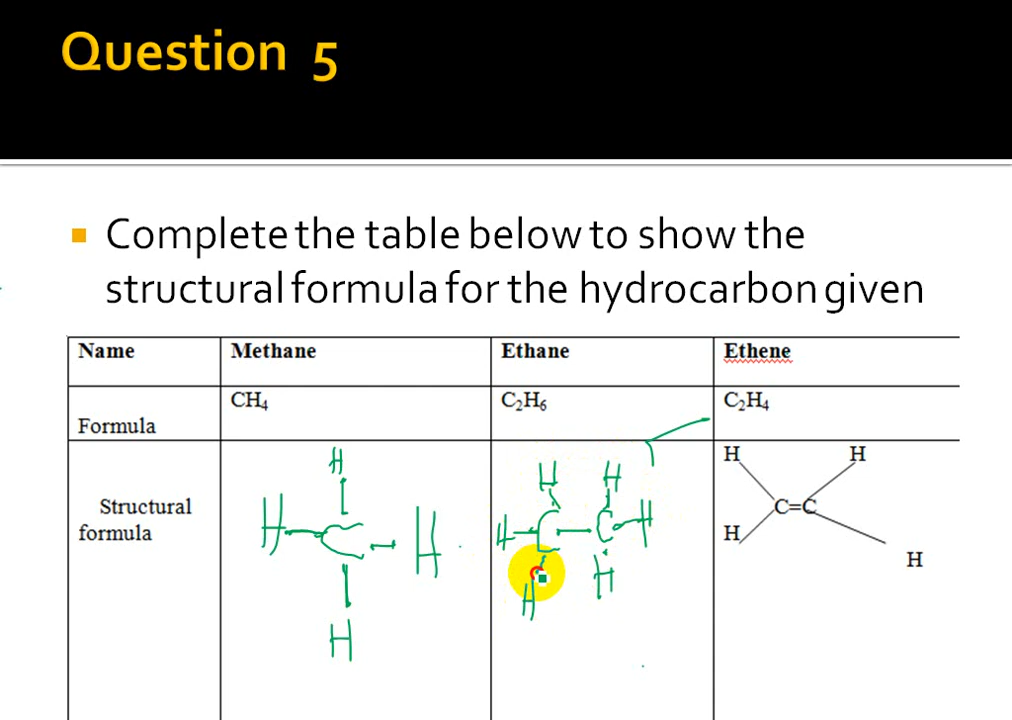 Question 5
Complete the table below to show the
structural formula for the hydrocarbon given
Name Methane Ethane Ethene
Formula CH₄ C₂H₆ C₂H₄
Structural
formula
H
H C H
H
H H
H C C H
H H
H H
C=C
H H